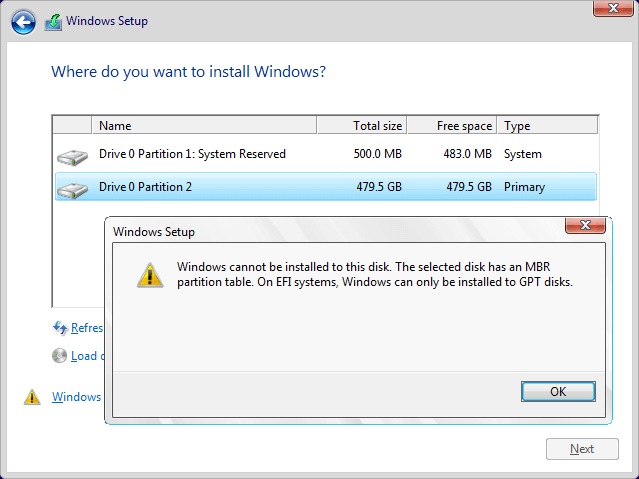 Windows Setup
Where do you want to install Windows?
Name Total size Free space Type
Drive 0 Partition 1: System Reserved 500.0 MB 483.0 MB System
Drive 0 Partition 2 479.5 GB 479.5 GB Primary
Windows Setup
Windows cannot be installed to this disk. The selected disk has an MBR
partition table. On EFI systems, Windows can only be installed to GPT disks.
Refres
Load
OK
Windows
Next